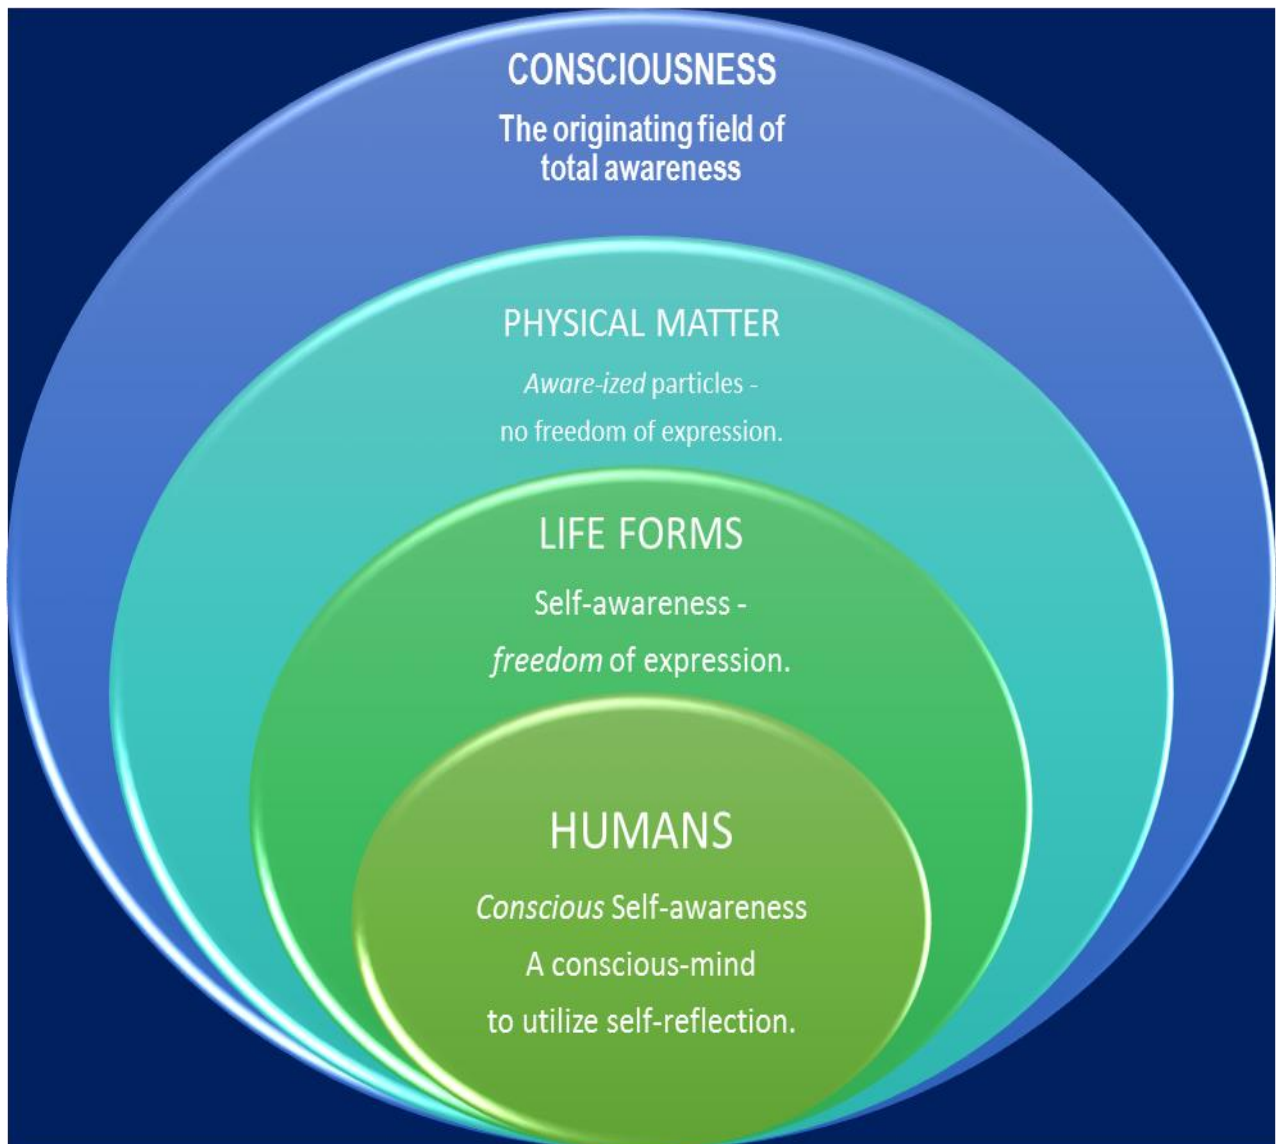 CONSCIOUSNESS
The originating field of
total awareness
PHYSICAL MATTER
Aware-ized particles -
no freedom of expression.
LIFE FORMS
Self-awareness -
freedom of expression.
HUMANS
Conscious Self-awareness
A conscious-mind
to utilize self-reflection.